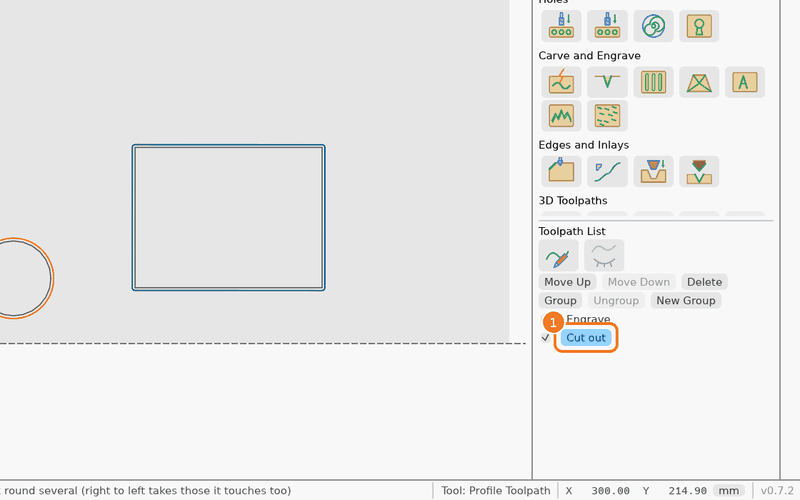 Holes
Carve and Engrave
A
Edges and Inlays
3D Toolpaths
Toolpath List
Move Up Move Down Delete
Group Ungroup New Group
1 Engrave
Cut out
round several (right to left takes those it touches too) Tool: Profile Toolpath X 300.00 Y 214.90 mm v0.7.2